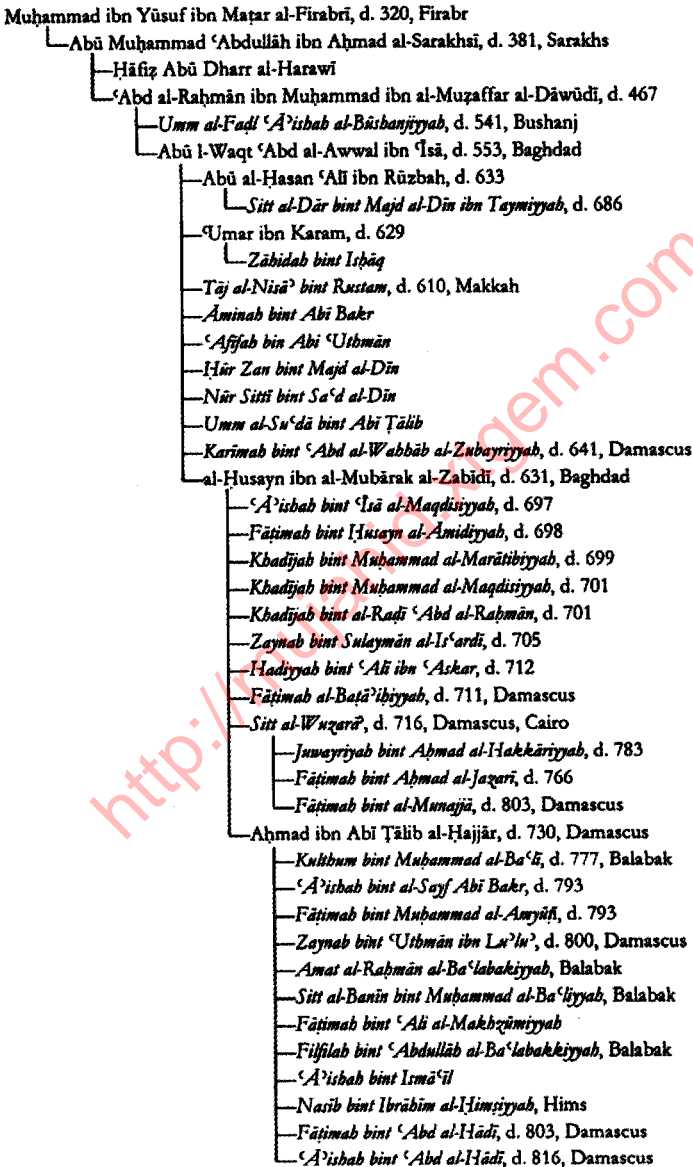 Muḥammad ibn Yūsuf ibn Maṭar al-Firabrī, d. 320, Firabr
Abū Muḥammad ʿAbdullāh ibn Aḥmad al-Sarakhsī, d. 381, Sarakhs
Ḥāfiẓ Abū Dharr al-Harawī
ʿAbd al-Raḥmān ibn Muḥammad ibn al-Muẓaffar al-Dāwūdī, d. 467
Umm al-Faḍl ʿĀʾishah al-Būshanjiyyah, d. 541, Bushanj
Abū l-Waqt ʿAbd al-Awwal ibn ʿĪsā, d. 553, Baghdad
Abū al-Ḥasan ʿAlī ibn Rūzbah, d. 633
Sitt al-Dār bint Majd al-Dīn ibn Taymiyyah, d. 686
ʿUmar ibn Karam, d. 629
Zāhidah bint Isḥāq
Tāj al-Nisāʾ bint Rustam, d. 610, Makkah
Āminah bint Abī Bakr
ʿAfīfah bin Abi ʿUthmān
Ḥūr Zan bint Majd al-Dīn
Nūr Sittī bint Saʿd al-Dīn
Umm al-Suʿdā bint Abī Ṭālib
Karīmah bint ʿAbd al-Wahhāb al-Zubayriyyah, d. 641, Damascus
al-Ḥusayn ibn al-Mubārak al-Zabīdī, d. 631, Baghdad
ʿĀʾishah bint ʿĪsā al-Maqdisiyyah, d. 697
Fāṭimah bint Ḥusayn al-Āmidiyyah, d. 698
Khadījah bint Muḥammad al-Marātibiyyah, d. 699
Khadījah bint Muḥammad al-Maqdisiyyah, d. 701
Khadījah bint al-Raḍī ʿAbd al-Raḥmān, d. 701
Zaynab bint Sulaymān al-Isʿardī, d. 705
Hadiyyah bint ʿAlī ibn ʿAskar, d. 712
Fāṭimah al-Baṭāʾiḥiyyah, d. 711, Damascus
Sitt al-Wuzarāʾ, d. 716, Damascus, Cairo
Juwayriyah bint Aḥmad al-Hakkāriyyah, d. 783
Fāṭimah bint Aḥmad al-Jazarī, d. 766
Fāṭimah bint al-Munajjā, d. 803, Damascus
Aḥmad ibn Abī Ṭālib al-Ḥajjār, d. 730, Damascus
Kulthum bint Muḥammad al-Baʿlī, d. 777, Balabak
ʿĀʾishah bint al-Sayf Abī Bakr, d. 793
Fāṭimah bint Muḥammad al-Amyūṭī, d. 793
Zaynab bint ʿUthmān ibn Luʾluʾ, d. 800, Damascus
Amat al-Raḥmān al-Baʿlabakiyyah, Balabak
Sitt al-Banīn bint Muḥammad al-Baʿliyyah, Balabak
Fāṭimah bint ʿAli al-Makhzūmiyyah
Filfilah bint ʿAbdullāh al-Baʿlabakkiyyah, Balabak
ʿĀʾishah bint Ismāʿīl
Nasīb bint Ibrāhīm al-Ḥimṣiyyah, Hims
Fāṭimah bint ʿAbd al-Hādī, d. 803, Damascus
ʿĀʾishah bint ʿAbd al-Hādī, d. 816, Damascus
http://mujahid.xtgem.com